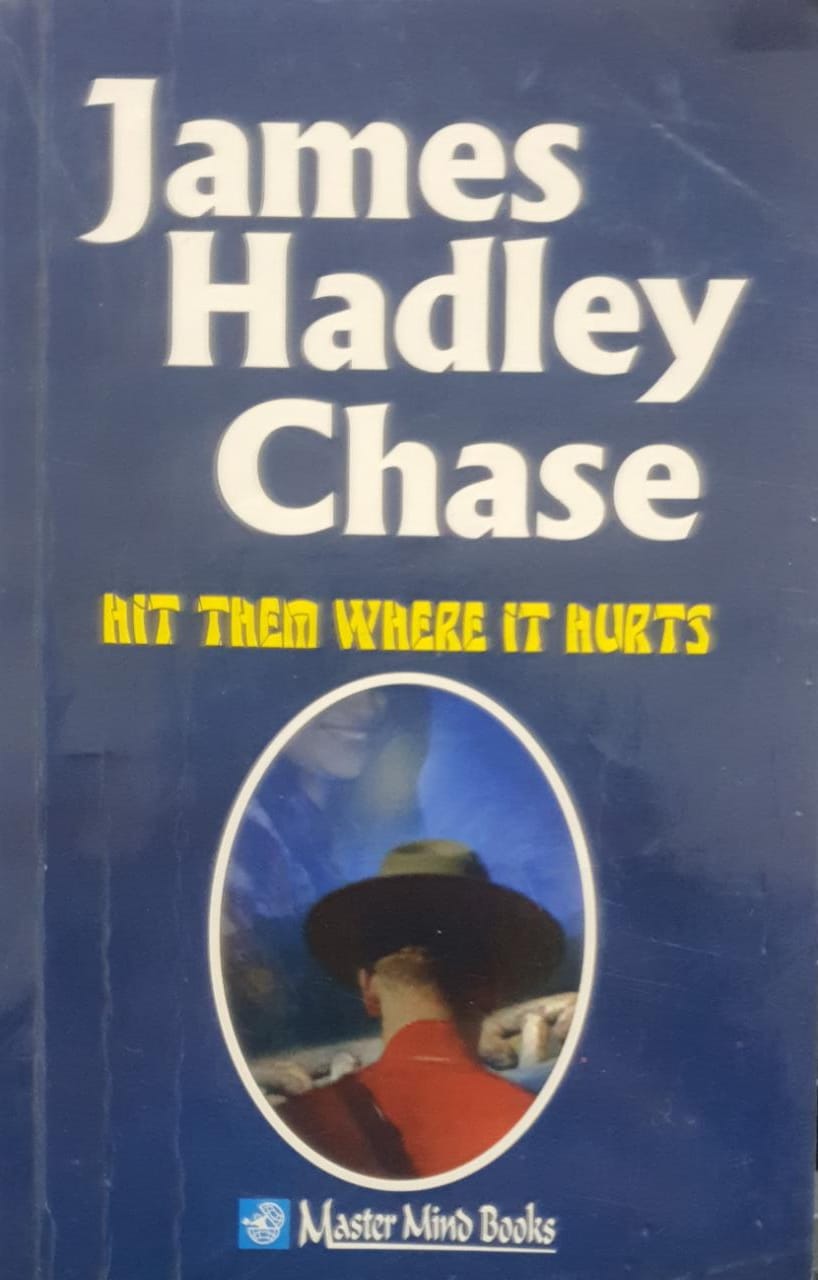 James
Hadley
Chase
HIT THEM WHERE IT HURTS
Master Mind Books